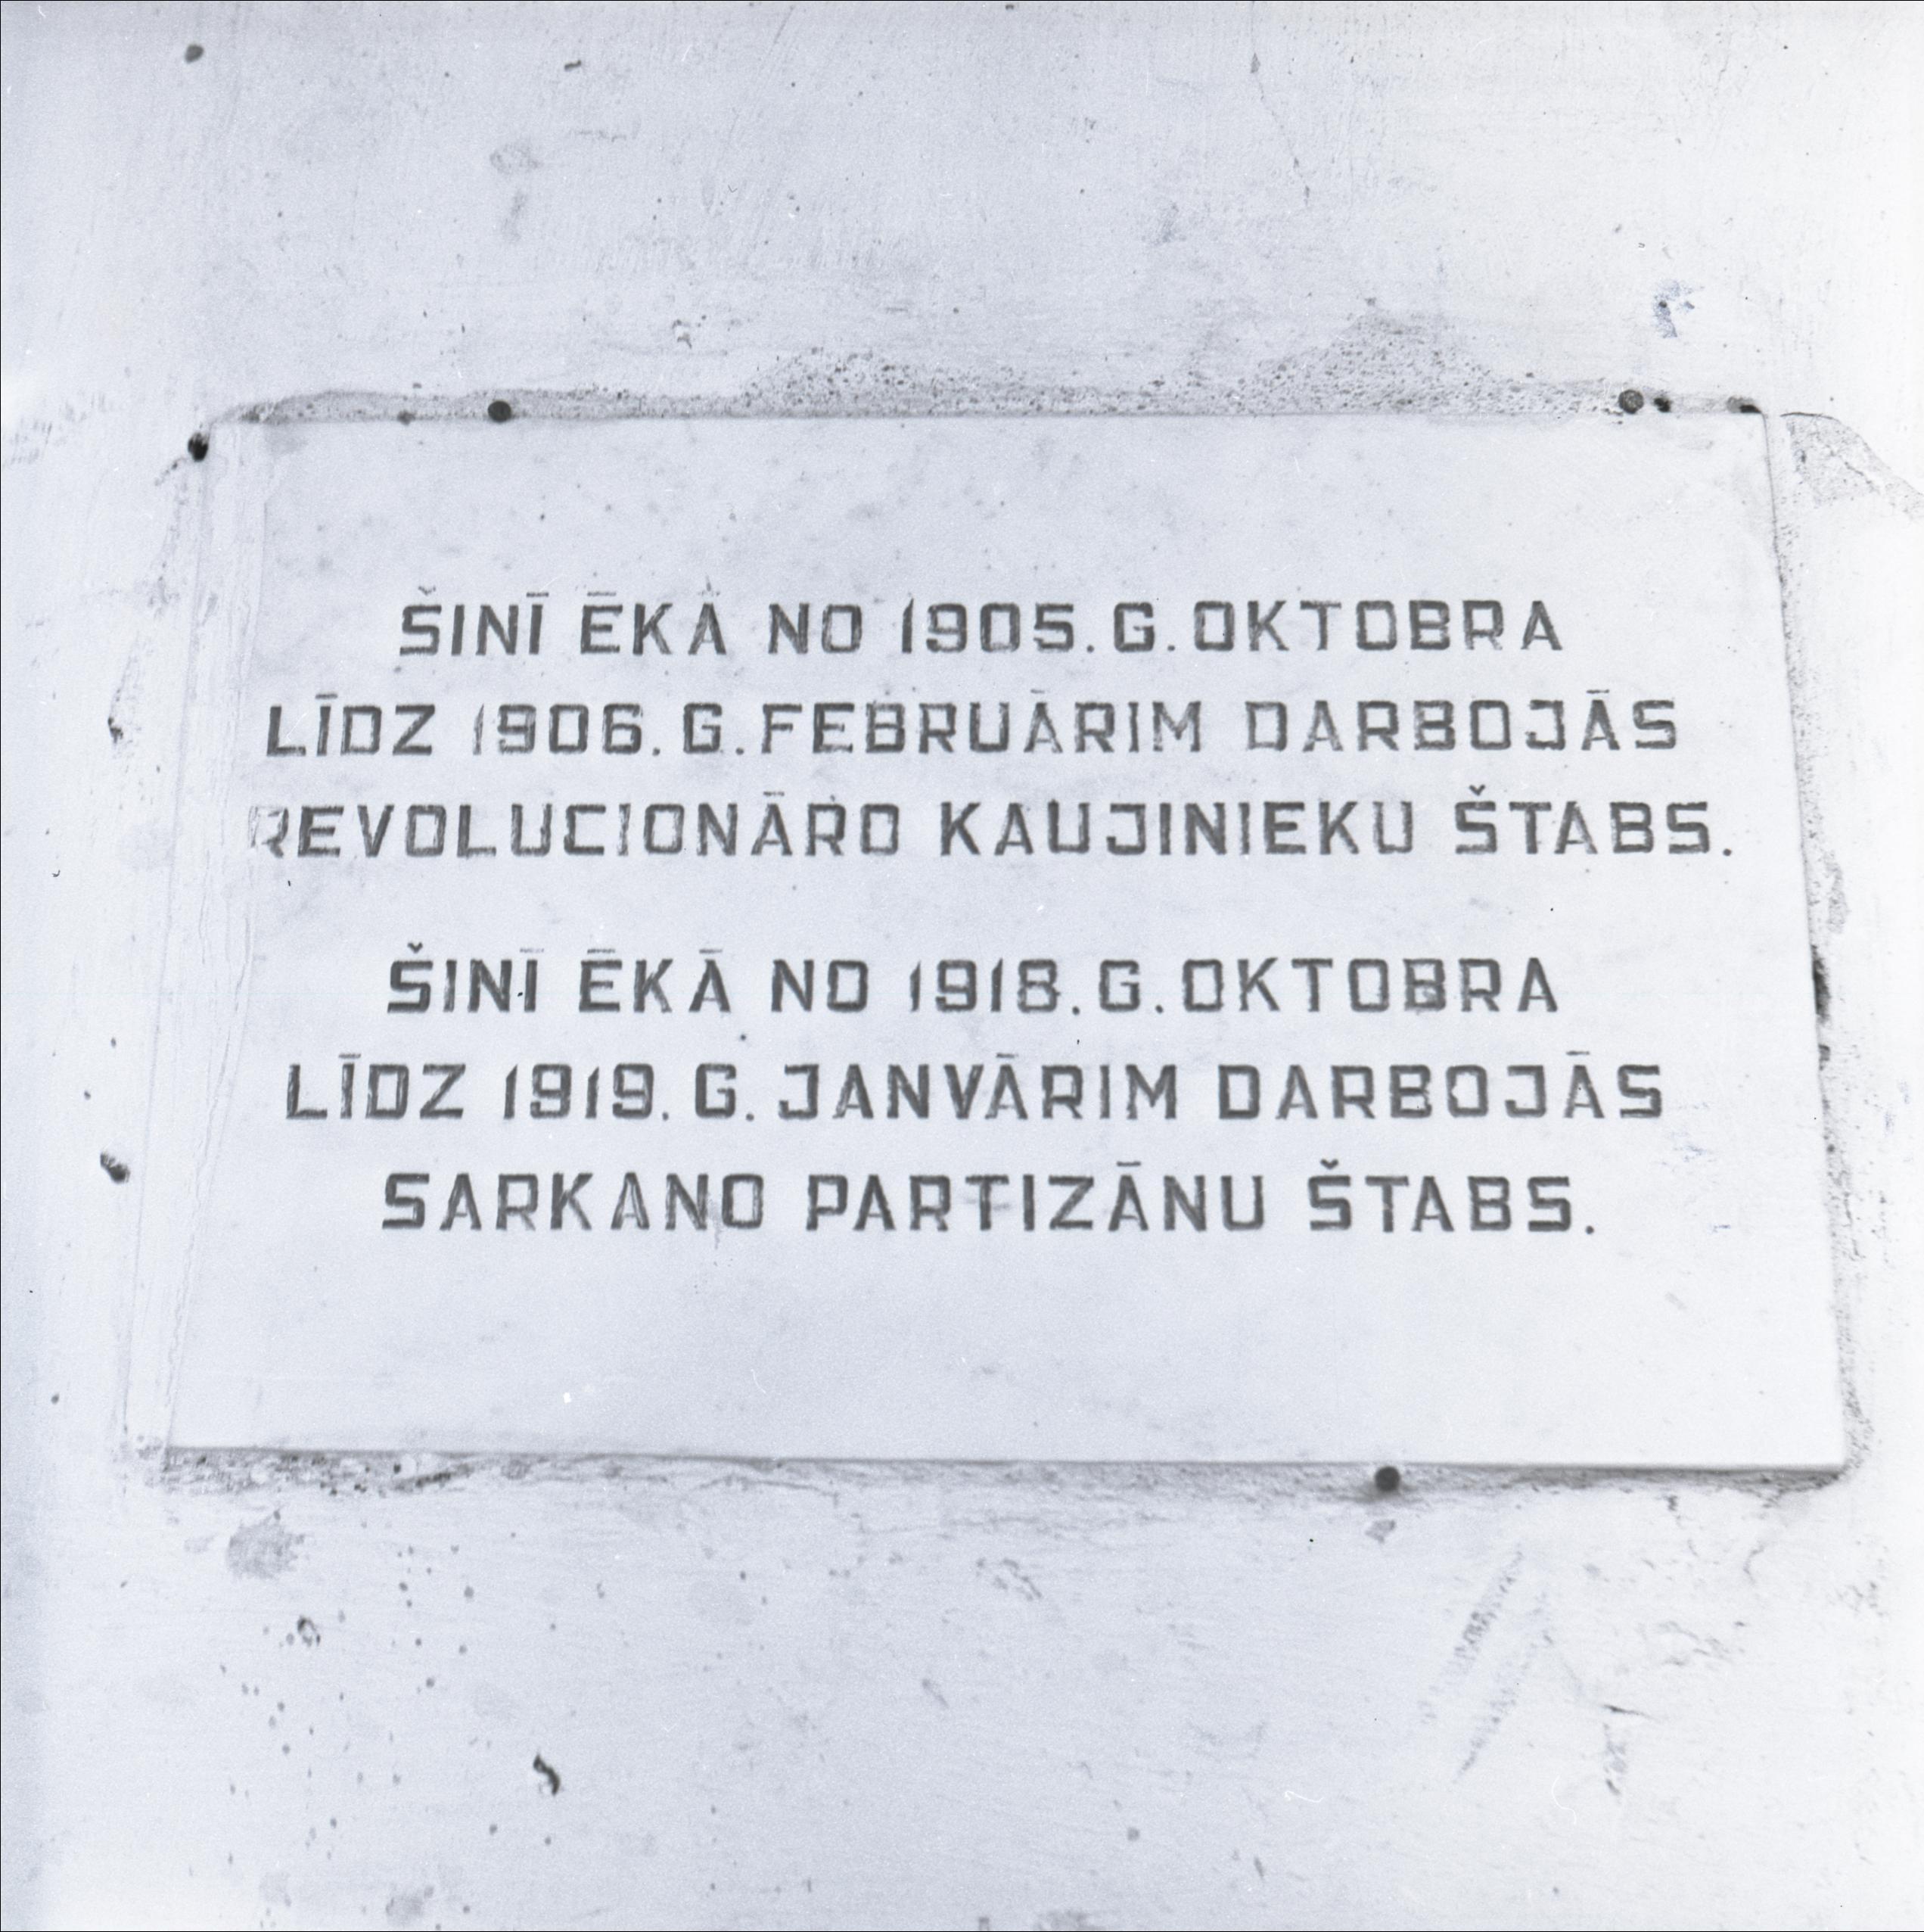 ŠINĪ ĒKĀ NO 1905. G. OKTOBRA
LĪDZ 1906. G. FEBRUĀRIM DARBOJĀS
REVOLUCIONĀRO KAUJINIEKU ŠTABS.
ŠINĪ ĒKĀ NO 1918. G. OKTOBRA
LĪDZ 1919. G. JANVĀRIM DARBOJĀS
SARKANO PARTIZĀNU ŠTABS.